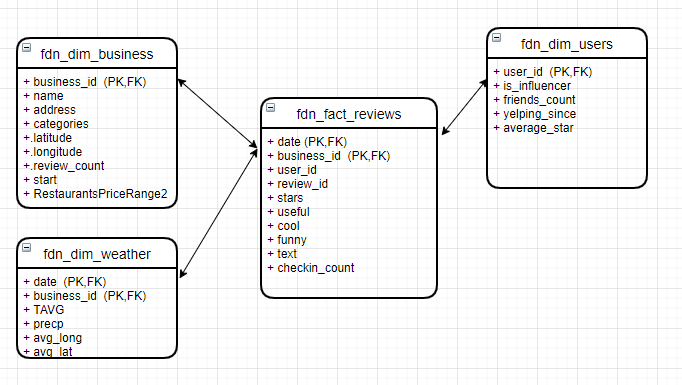 fdn_dim_business
+ business_id (PK,FK)
+ name
+ address
+ categories
+.latitude
+.longitude
+.review_count
+ start
+ RestaurantsPriceRange2
fdn_dim_weather
+ date (PK,FK)
+ business_id (PK,FK)
+ TAVG
+ precp
+ avg_long
+ avg_lat
fdn_fact_reviews
+ date (PK,FK)
+ business_id (PK,FK)
+ user_id
+ review_id
+ stars
+ useful
+ cool
+ funny
+ text
+ checkin_count
fdn_dim_users
+ user_id (PK,FK)
+ is_influencer
+ friends_count
+ yelping_since
+ average_star